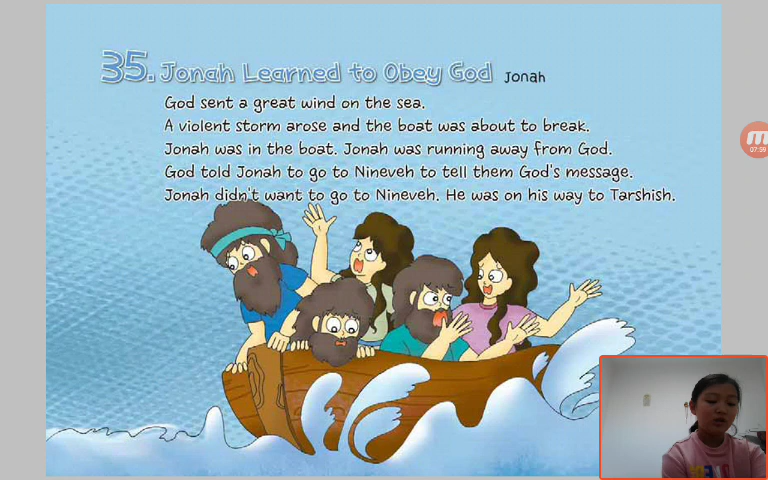 35. Jonah Learned to Obey God Jonah
God sent a great wind on the sea.
A violent storm arose and the boat was about to break.
Jonah was in the boat. Jonah was running away from God.
God told Jonah to go to Nineveh to tell them God's message.
Jonah didn't want to go to Nineveh. He was on his way to Tarshish.
07:59